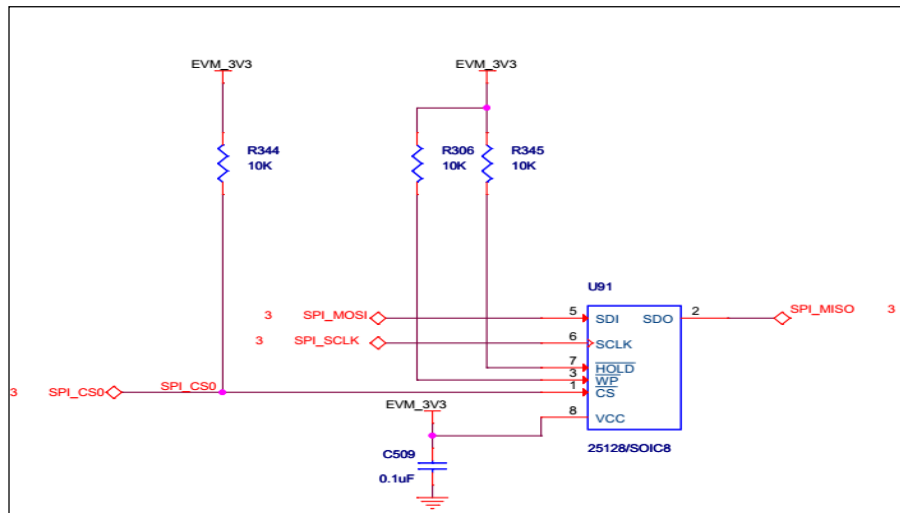 EVM_3V3
EVM_3V3
R344
10K
R306
10K
R345
10K
U91
3 SPI_MOSI 5 SDI SDO 2 SPI_MISO 3
3 SPI_SCLK 6 SCLK
7 HOLD
3 WP
3 SPI_CS0 SPI_CS0 1 CS
EVM_3V3
8 VCC
C509
0.1uF
25128/SOIC8